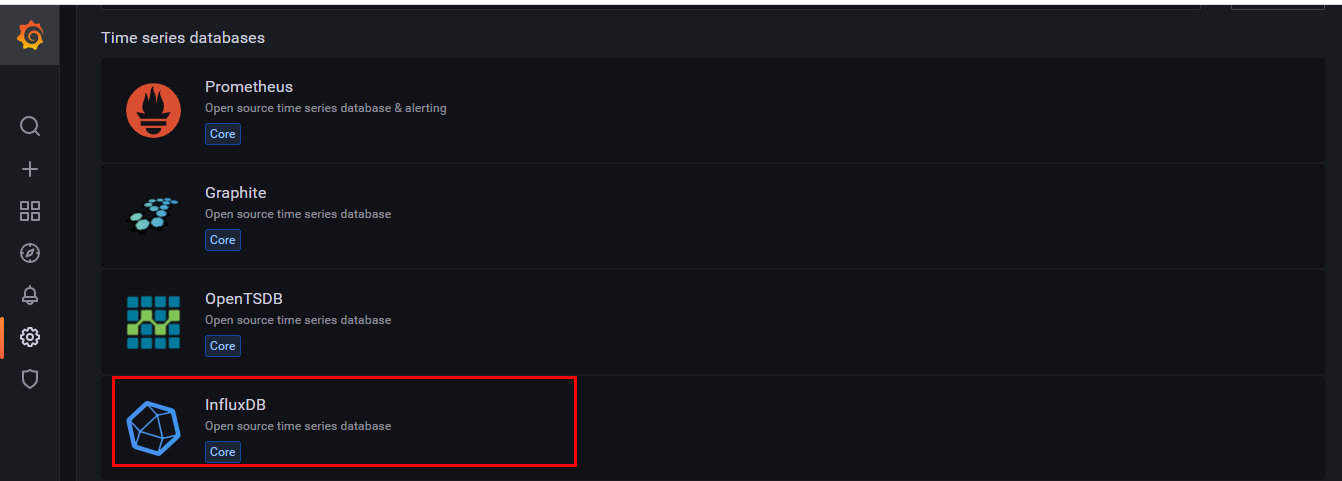 Time series databases
Prometheus
Open source time series database & alerting
Core
Graphite
Open source time series database
Core
OpenTSDB
Open source time series database
Core
InfluxDB
Open source time series database
Core